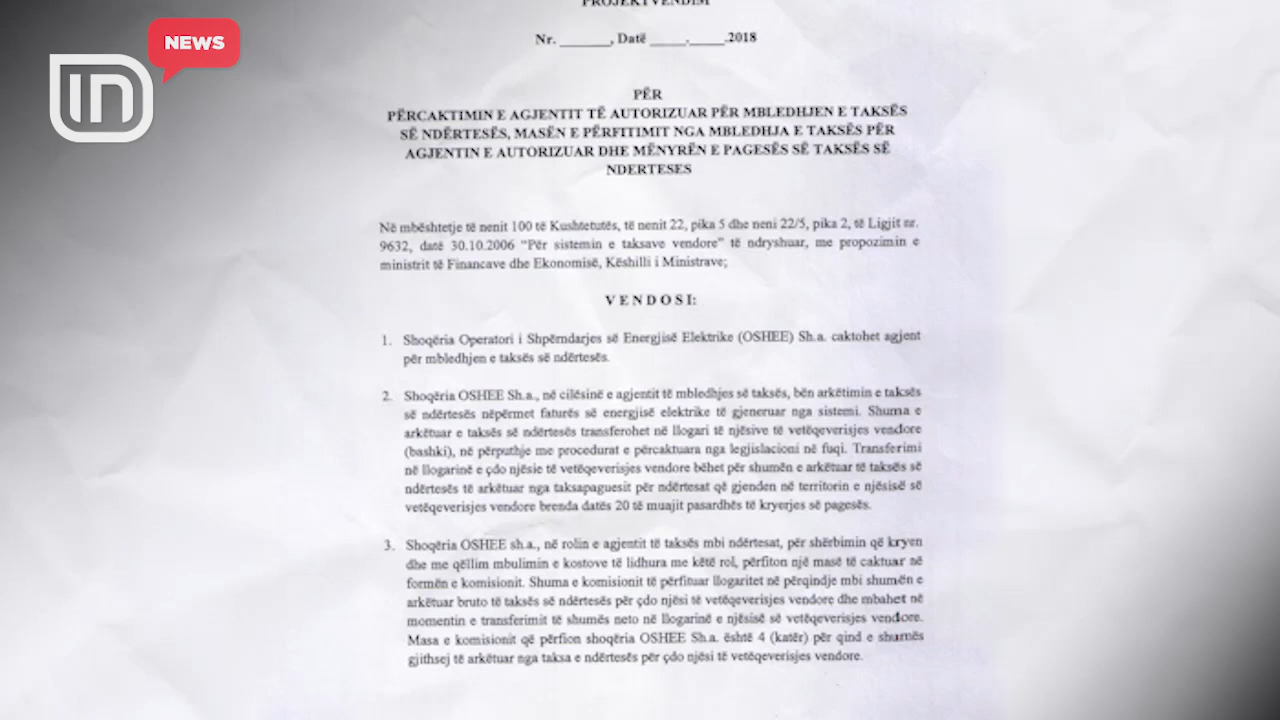 NEWS
IN
PROJEKTVENDIM
Nr. ______, Datë _____._____.2018
PËR
PËRCAKTIMIN E AGJENTIT TË AUTORIZUAR PËR MBLEDHJEN E TAKSËS
SË NDËRTESËS, MASËN E PËRFITIMIT NGA MBLEDHJA E TAKSËS PËR
AGJENTIN E AUTORIZUAR DHE MËNYRËN E PAGESËS SË TAKSËS SË
NDERTESES
Në mbështetje të nenit 100 të Kushtetutës, të nenit 22, pika 5 dhe neni 22/5, pika 2, të Ligjit nr.
9632, datë 30.10.2006 “Për sistemin e taksave vendore” të ndryshuar, me propozimin e
ministrit të Financave dhe Ekonomisë, Këshilli i Ministrave;
V E N D O S I:
1. Shoqëria Operatori i Shpërndarjes së Energjisë Elektrike (OSHEE) Sh.a. caktohet agjent
për mbledhjen e taksës së ndërtesës.
2. Shoqëria OSHEE Sh.a., në cilësinë e agjentit të mbledhjes së taksës, bën arkëtimin e taksës
së ndërtesës nëpërmet faturës së energjisë elektrike të gjeneruar nga sistemi. Shuma e
arkëtuar e taksës së ndërtesës transferohet në llogari të njësive të vetëqeverisjes vendore
(bashki), në përputhje me procedurat e përcaktuara nga legjislacioni në fuqi. Transferimi
në llogarinë e çdo njësie të vetëqeverisjes vendore bëhet për shumën e arkëtuar të taksës së
ndërtesës të arkëtuar nga taksapaguesit për ndërtesat që gjenden në territorin e njësisë së
vetëqeverisjes vendore brenda datës 20 të muajit pasardhës të kryerjes së pagesës.
3. Shoqëria OSHEE sh.a., në rolin e agjentit të taksës mbi ndërtesat, për shërbimin që kryen
dhe me qëllim mbulimin e kostove të lidhura me këtë rol, përfiton një masë të caktuar në
formën e komisionit. Shuma e komisionit të përfituar llogaritet në përqindje mbi shumën e
arkëtuar bruto të taksës së ndërtesës për çdo njësi të vetëqeverisjes vendore dhe mbahet në
momentin e transferimit të shumës neto në llogarinë e njësisë së vetëqeverisjes vendore.
Masa e komisionit që përfion shoqëria OSHEE Sh.a. është 4 (katër) për qind e shumës
gjithsej të arkëtuar nga taksa e ndërtesës për çdo njësi të vetëqeverisjes vendore.